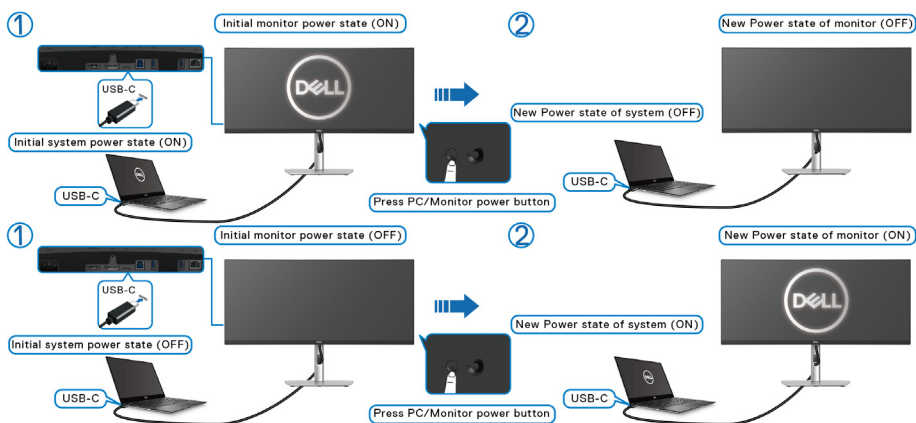 1
Initial monitor power state (ON)
2
New Power state of monitor (OFF)
USB-C
DELL
New Power state of system (OFF)
Initial system power state (ON)
DELL
USB-C
USB-C
Press PC/Monitor power button
1
Initial monitor power state (OFF)
2
New Power state of monitor (ON)
USB-C
DELL
New Power state of system (ON)
Initial system power state (OFF)
DELL
USB-C
USB-C
Press PC/Monitor power button